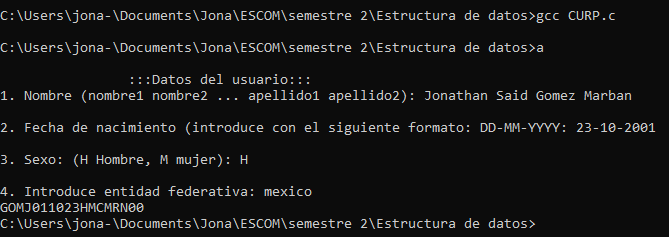 C:\Users\jona-\Documents\Jona\ESCOM\semestre 2\Estructura de datos>gcc CURP.c
C:\Users\jona-\Documents\Jona\ESCOM\semestre 2\Estructura de datos>a
:::Datos del usuario:::
1. Nombre (nombre1 nombre2 ... apellido1 apellido2): Jonathan Said Gomez Marban
2. Fecha de nacimiento (introduce con el siguiente formato: DD-MM-YYYY: 23-10-2001
3. Sexo: (H Hombre, M mujer): H
4. Introduce entidad federativa: mexico
GOMJ011023HMCMRN00
C:\Users\jona-\Documents\Jona\ESCOM\semestre 2\Estructura de datos>